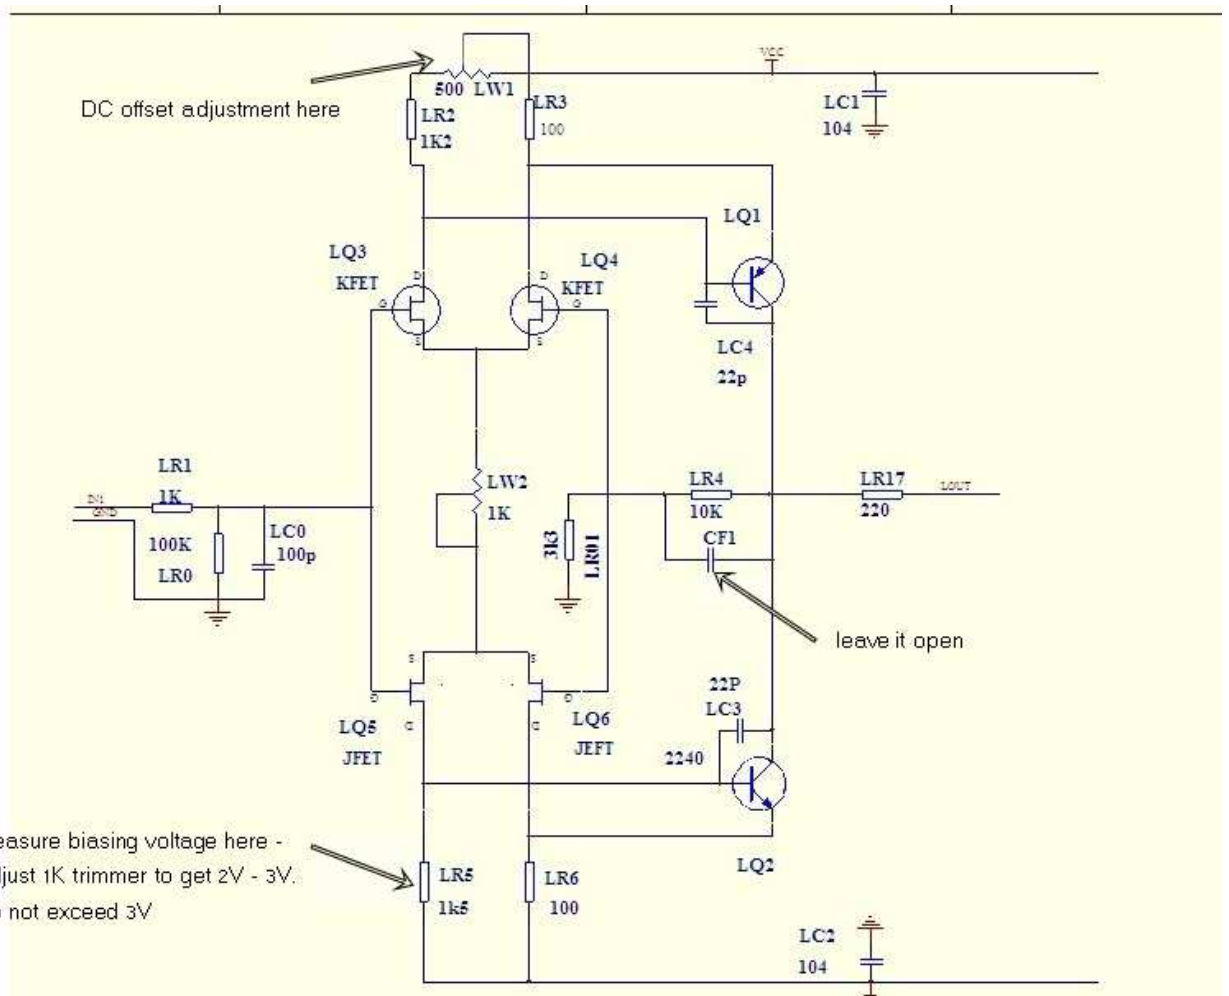 VCC
500 LW1
DC offset adjustment here
LR2
1K2
LR3
100
LC1
104
LQ1
LQ3
KFET
D
G
S
LQ4
KFET
D
G
S
LC4
22p
LR1
1K
IN1
GND
100K
LR0
LC0
100p
LW2
1K
3k3
LR01
LR4
10K
CF1
LR17
220
LOUT
leave it open
S
G
G
S
G
G
LQ5
JFET
LQ6
JEFT
22P
LC3
2240
LQ2
easure biasing voltage here -
just 1K trimmer to get 2V - 3V.
not exceed 3V
LR5
1k5
LR6
100
LC2
104